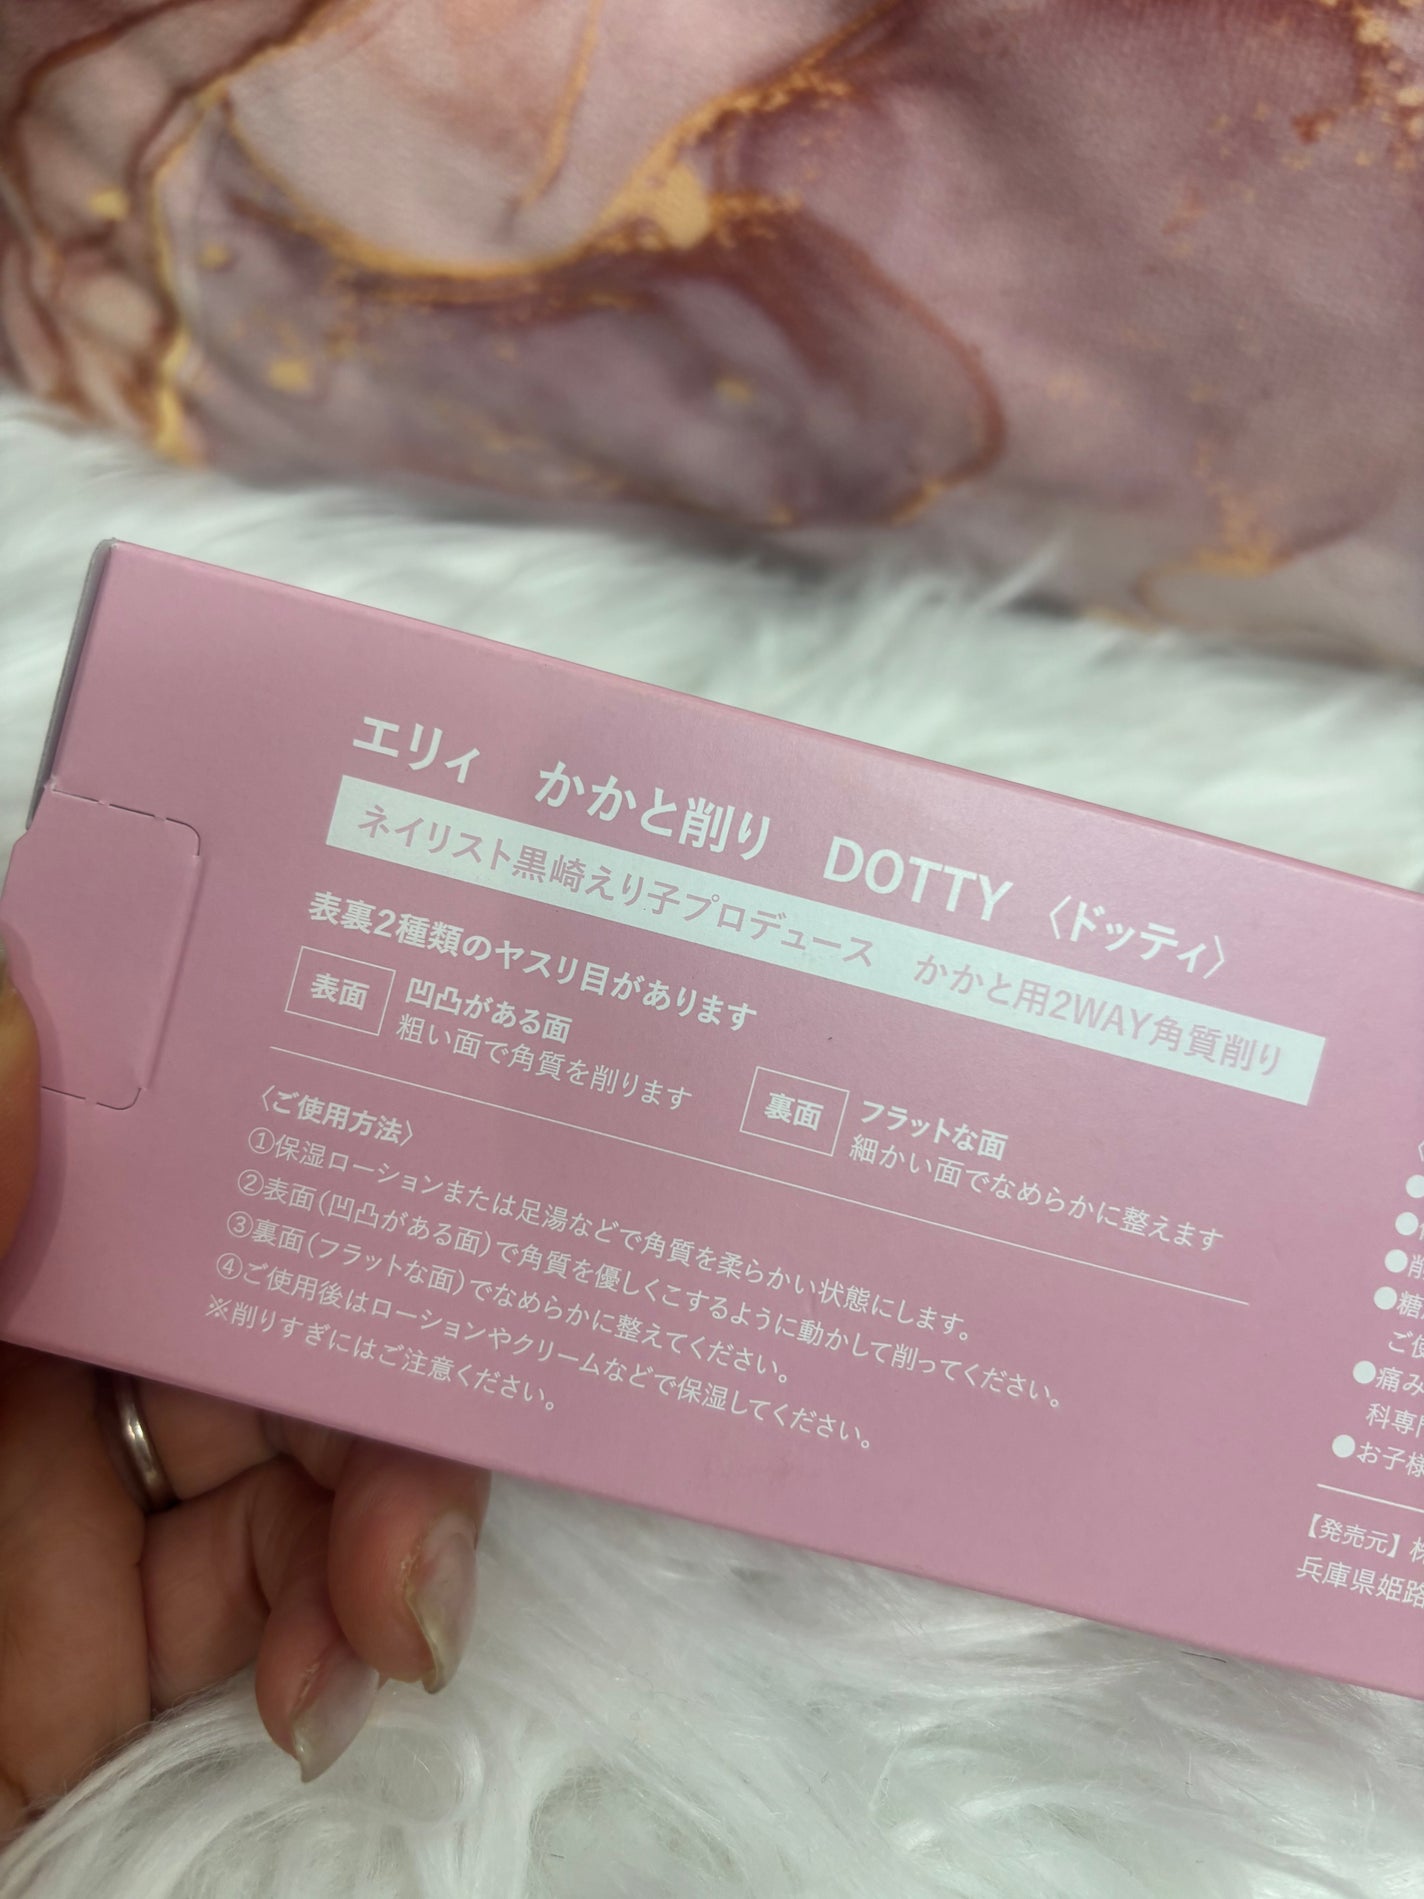 エリィ　かかと削り　DOTTY　〈ドッティ〉
ネイリスト黒崎えり子プロデュース　かかと用2WAY角質削り
表裏2種類のヤスリ目があります
表面
凹凸がある面
粗い面で角質を削ります
裏面
フラットな面
細かい面でなめらかに整えます
〈ご使用方法〉
①保湿ローションまたは足湯などで角質を柔らかい状態にします。
②表面(凹凸がある面)で角質を優しくこするように動かして削ってください。
③裏面(フラットな面)でなめらかに整えてください。
④ご使用後はローションやクリームなどで保湿してください。
※削りすぎにはご注意ください。
●糖
ご使
●痛み
科専門
●お子様
【発売元】株
兵庫県姫路